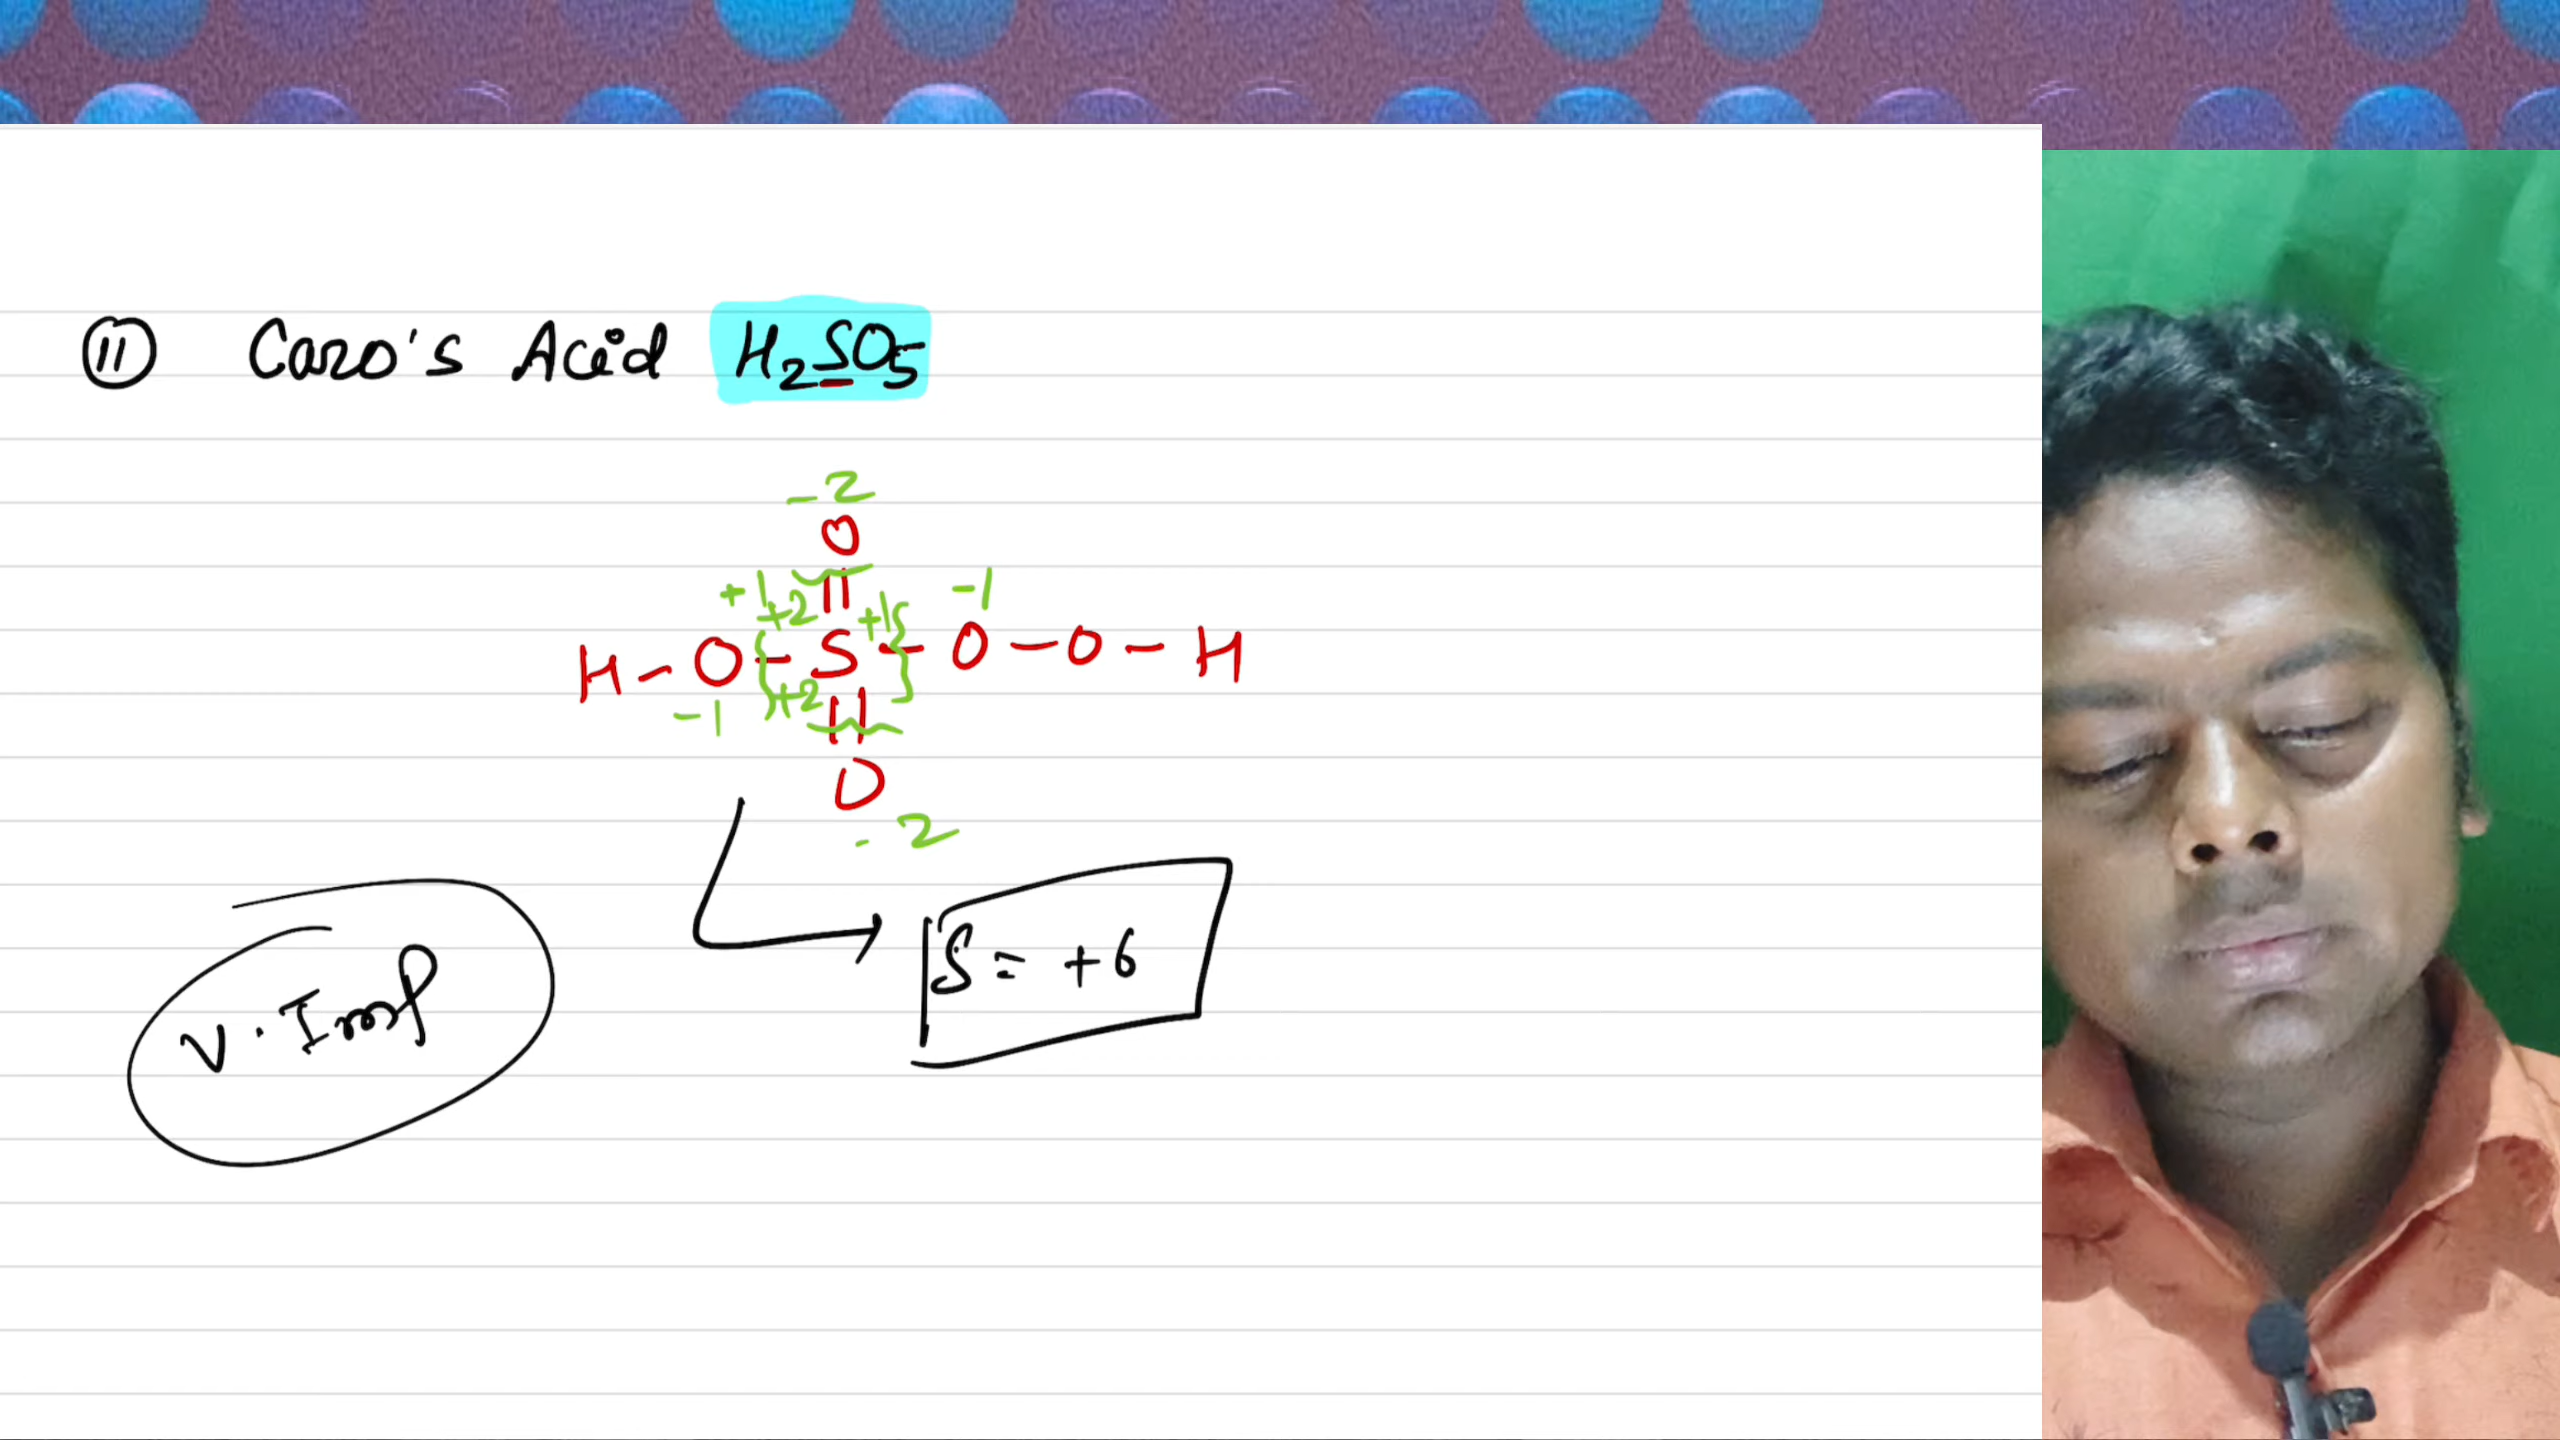 11 Caro's Acid H2SO5
-2
O
+1 +2 || +1 -1
H-O-S-O-O-H
-1 +2 ||
O
-2
S = +6
V. Imp